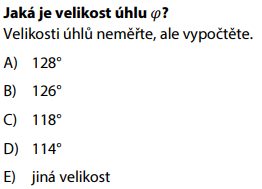 Jaká je velikost úhlu φ?
Velikosti úhlů neměřte, ale vypočtěte.
A) 128°
B) 126°
C) 118°
D) 114°
E) jiná velikost